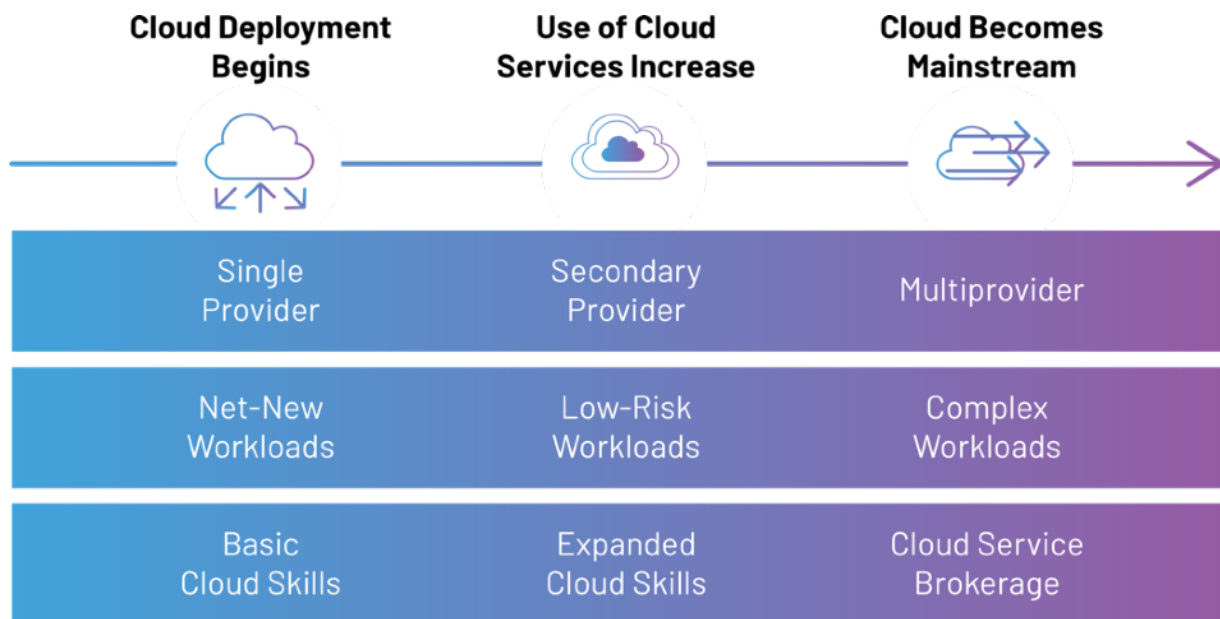 Cloud Deployment
Begins
Use of Cloud
Services Increase
Cloud Becomes
Mainstream
Single
Provider
Secondary
Provider
Multiprovider
Net-New
Workloads
Low-Risk
Workloads
Complex
Workloads
Basic
Cloud Skills
Expanded
Cloud Skills
Cloud Service
Brokerage